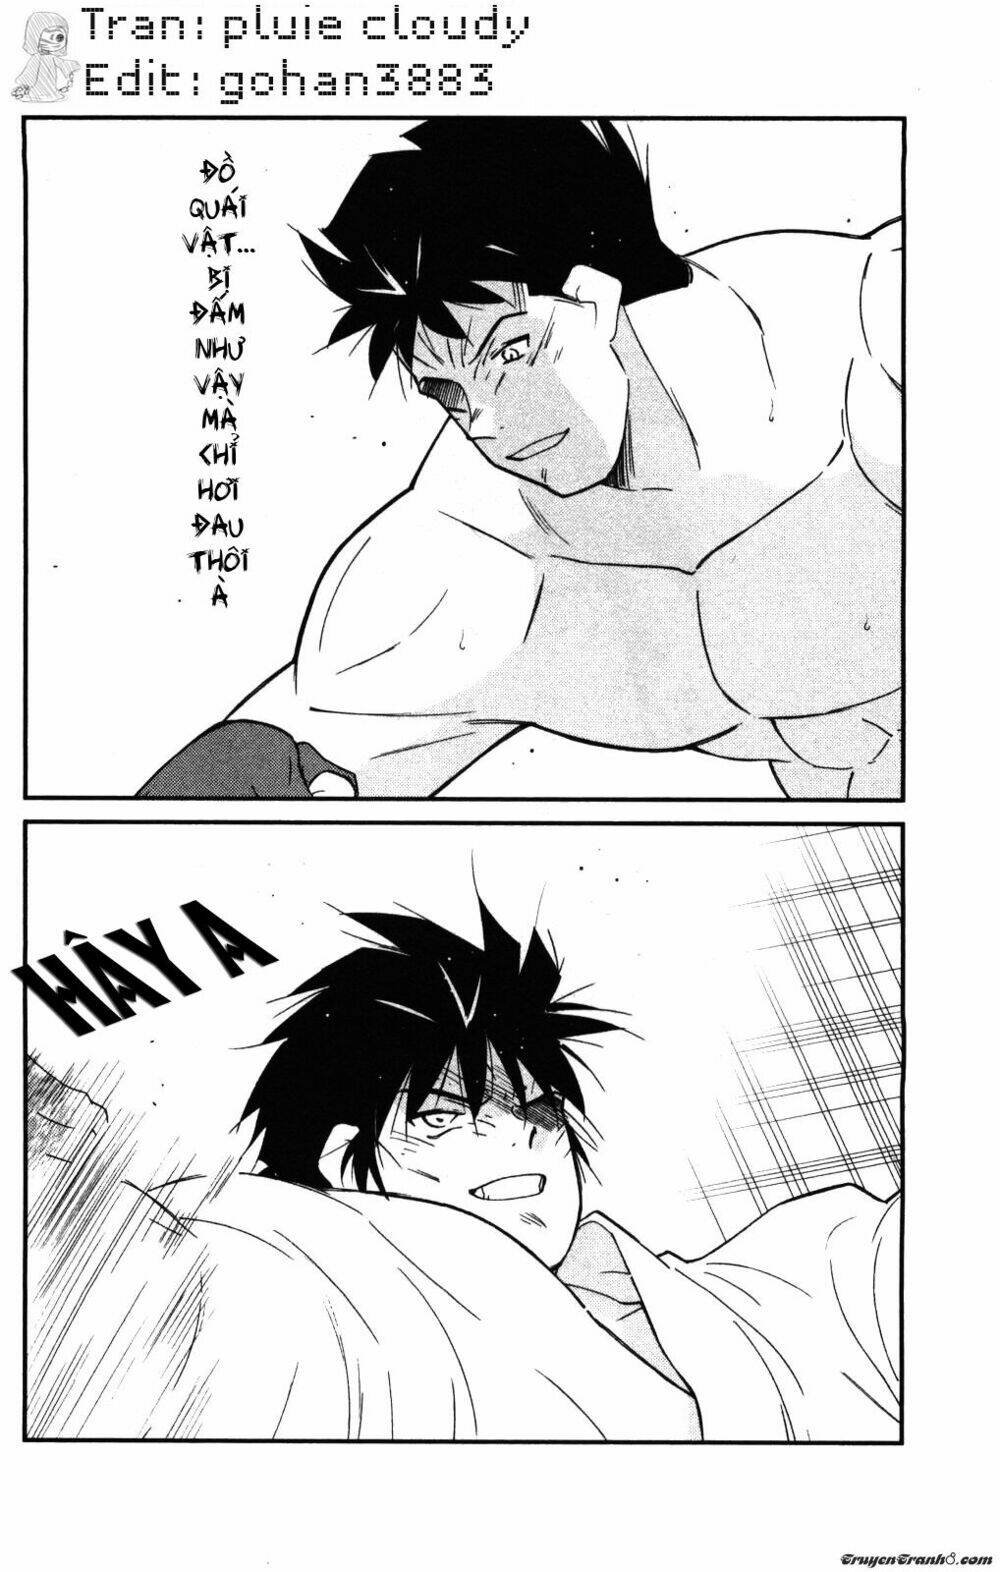 Tran: pluie cloudy
Edit: gohan3883
ĐỒ
QUÁI
VẬT...
BỊ
ĐẤM
NHƯ
VẬY
MÀ
CHỈ
HƠI
ĐAU
THÔI
À
HÂY A
TruyenTranh8.com